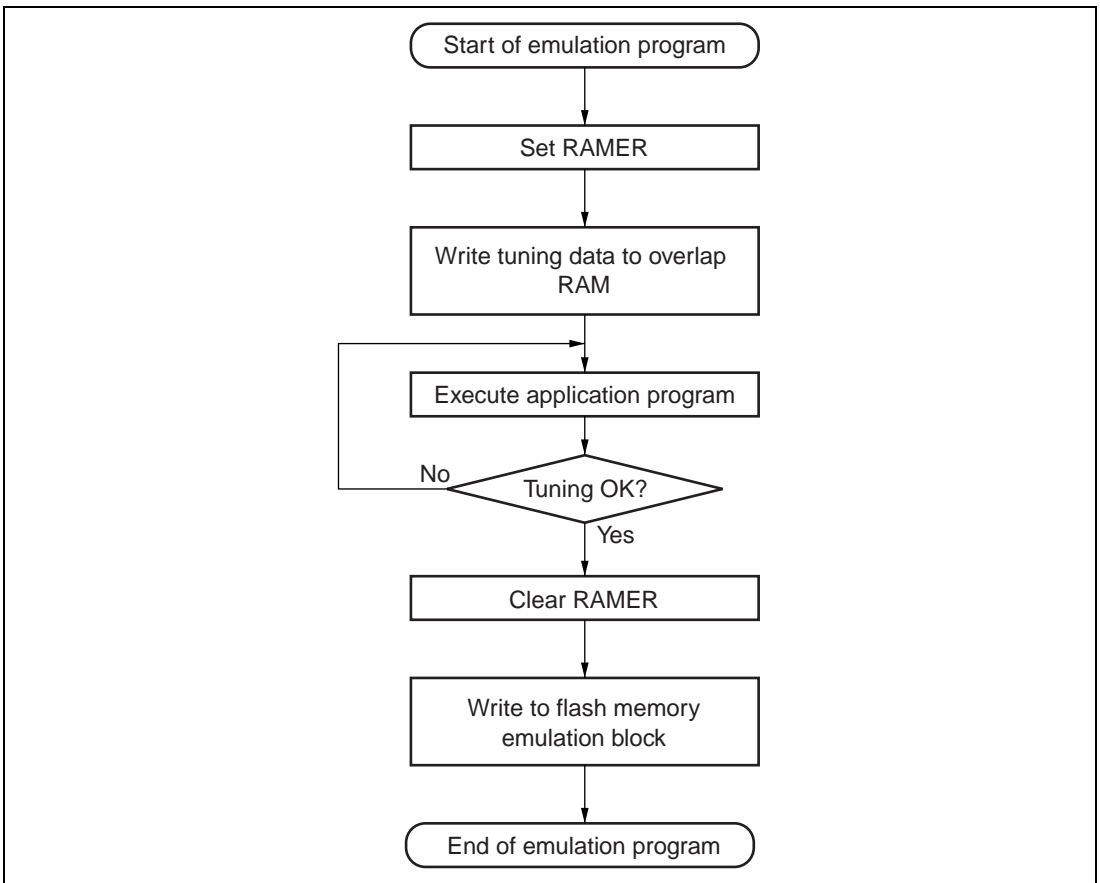 Start of emulation program
Set RAMER
Write tuning data to overlap
RAM
Execute application program
No
Tuning OK?
Yes
Clear RAMER
Write to flash memory
emulation block
End of emulation program